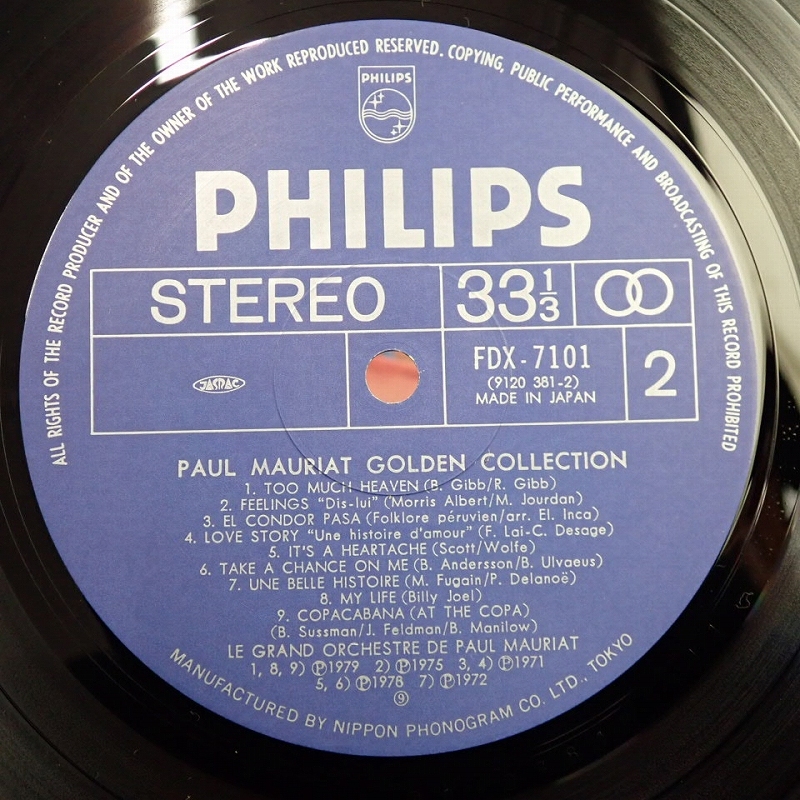 ALL RIGHTS OF THE RECORD PRODUCER AND OF THE OWNER OF THE WORK REPRODUCED RESERVED. COPYING, PUBLIC PERFORMANCE AND BROADCASTING OF THIS RECORD PROHIBITED
PHILIPS
PHILIPS
STEREO 33 1/3
JASRAC
FDX-7101
(9120 381-2)
MADE IN JAPAN
2
PAUL MAURIAT GOLDEN COLLECTION
1. TOO MUCH HEAVEN (B. Gibb/R. Gibb)
2. FEELINGS "Dis-lui" (Morris Albert/M. Jourdan)
3. EL CONDOR PASA (Folklore péruvien/arr. El. Inca)
4. LOVE STORY "Une histoire d'amour" (F. Lai-C. Desage)
5. IT'S A HEARTACHE (Scott/Wolfe)
6. TAKE A CHANCE ON ME (B. Andersson/B. Ulvaeus)
7. UNE BELLE HISTOIRE (M. Fugain/P. Delanoë)
8. MY LIFE (Billy Joel)
9. COPACABANA (AT THE COPA)
(B. Sussman/J. Feldman/B. Manilow)
LE GRAND ORCHESTRE DE PAUL MAURIAT
1, 8, 9) ℗1979 2) ℗1975 3, 4) ℗1971
5, 6) ℗1978 7) ℗1972
⑨
MANUFACTURED BY NIPPON PHONOGRAM CO. LTD., TOKYO